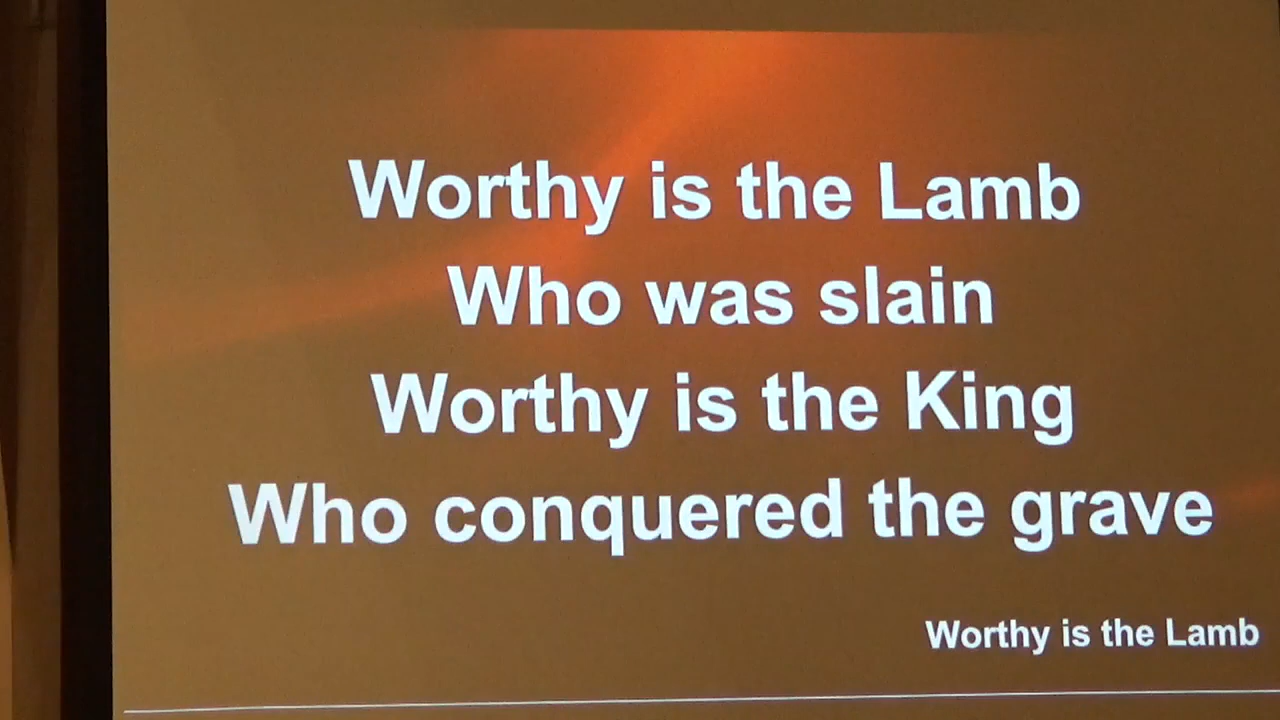 Worthy is the Lamb
Who was slain
Worthy is the King
Who conquered the grave
Worthy is the Lamb